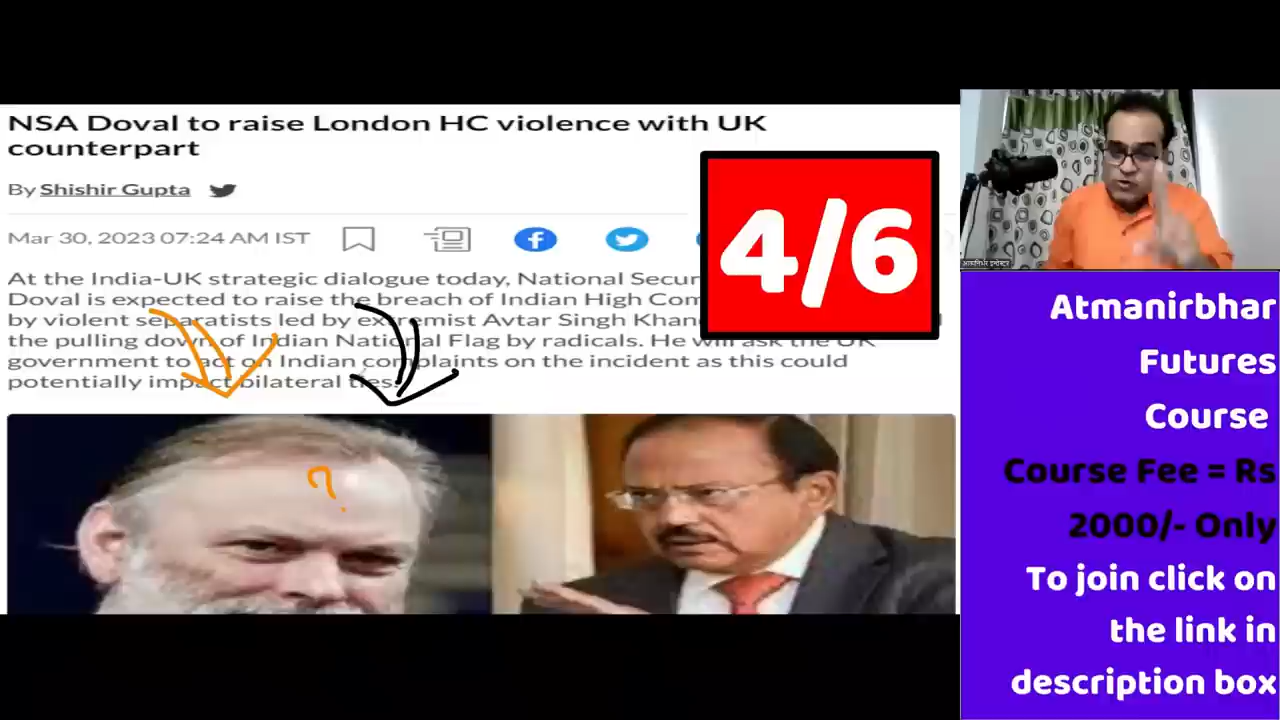 NSA Doval to raise London HC violence with UK
counterpart
By Shishir Gupta
Mar 30, 2023 07:24 AM IST
At the India-UK strategic dialogue today, National
Doval is expected to raise the breach of Indian High
by violent separatists led by extremist Avtar Singh
the pulling down of Indian National Flag by radicals. He will ask the UK
government to act on Indian complaints on the incident as this could
potentially impact bilateral ties.
?
4/6
आत्मनिर्भर इन्वेस्टर
Atmanirbhar
Futures
Course
Course Fee = Rs
2000/- Only
To join click on
the link in
description box